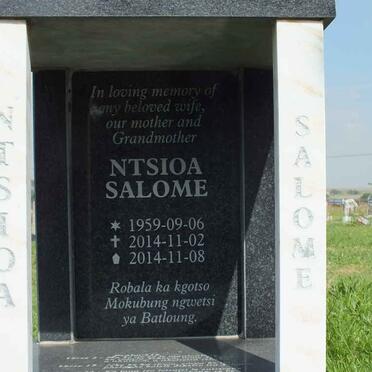 In loving memory of
my beloved wife,
our mother and
Grandmother
NTSIOA
SALOME
1959-09-06
2014-11-02
2014-11-08
Robala ka kgotso
Mokubung ngwetsi
ya Batloung.
NTSIOA
SALOME